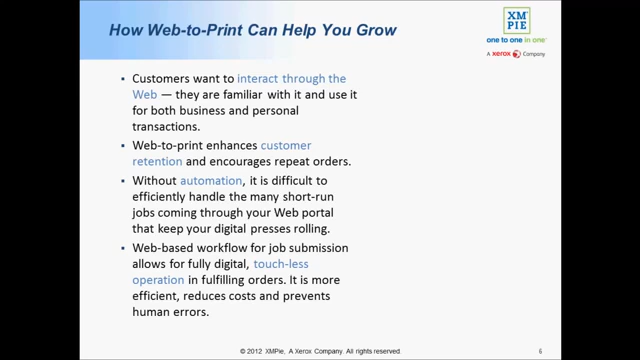 How Web-to-Print Can Help You Grow
XM
PIE
one to one in one
A xerox Company
• Customers want to interact through the
Web — they are familiar with it and use it
for both business and personal
transactions.
• Web-to-print enhances customer
retention and encourages repeat orders.
• Without automation, it is difficult to
efficiently handle the many short-run
jobs coming through your Web portal
that keep your digital presses rolling.
• Web-based workflow for job submission
allows for fully digital, touch-less
operation in fulfilling orders. It is more
efficient, reduces costs and prevents
human errors.
© 2012 XMPie, A Xerox Company. All rights reserved
6